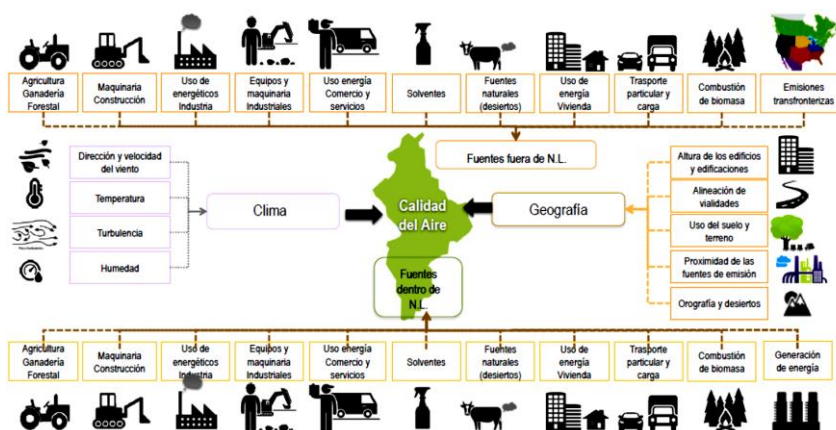 Agricultura
Ganadería
Forestal
Maquinaria
Construcción
Uso de
energéticos
Industria
Equipos y
maquinaria
Industriales
Uso energía
Comercio y
servicios
Solventes
Fuentes
naturales
(desiertos)
Uso de
energía
Vivienda
Trasporte
particular y
carga
Combustión
de biomasa
Emisiones
transfronterizas
Fuentes fuera de N.L.
Dirección y velocidad
del viento
Temperatura
Turbulencia
Humedad
Clima
Calidad
del Aire
Geografía
Altura de los edificios
y edificaciones
Alineación de
vialidades
Uso del suelo y
terreno
Proximidad de las
fuentes de emisión
Orografía y desiertos
Fuentes
dentro de
N.L.
Agricultura
Ganadería
Forestal
Maquinaria
Construcción
Uso de
energéticos
Industria
Equipos y
maquinaria
Industriales
Uso energía
Comercio y
servicios
Solventes
Fuentes
naturales
(desiertos)
Uso de
energía
Vivienda
Trasporte
particular y
carga
Combustión
de biomasa
Generación
de energía